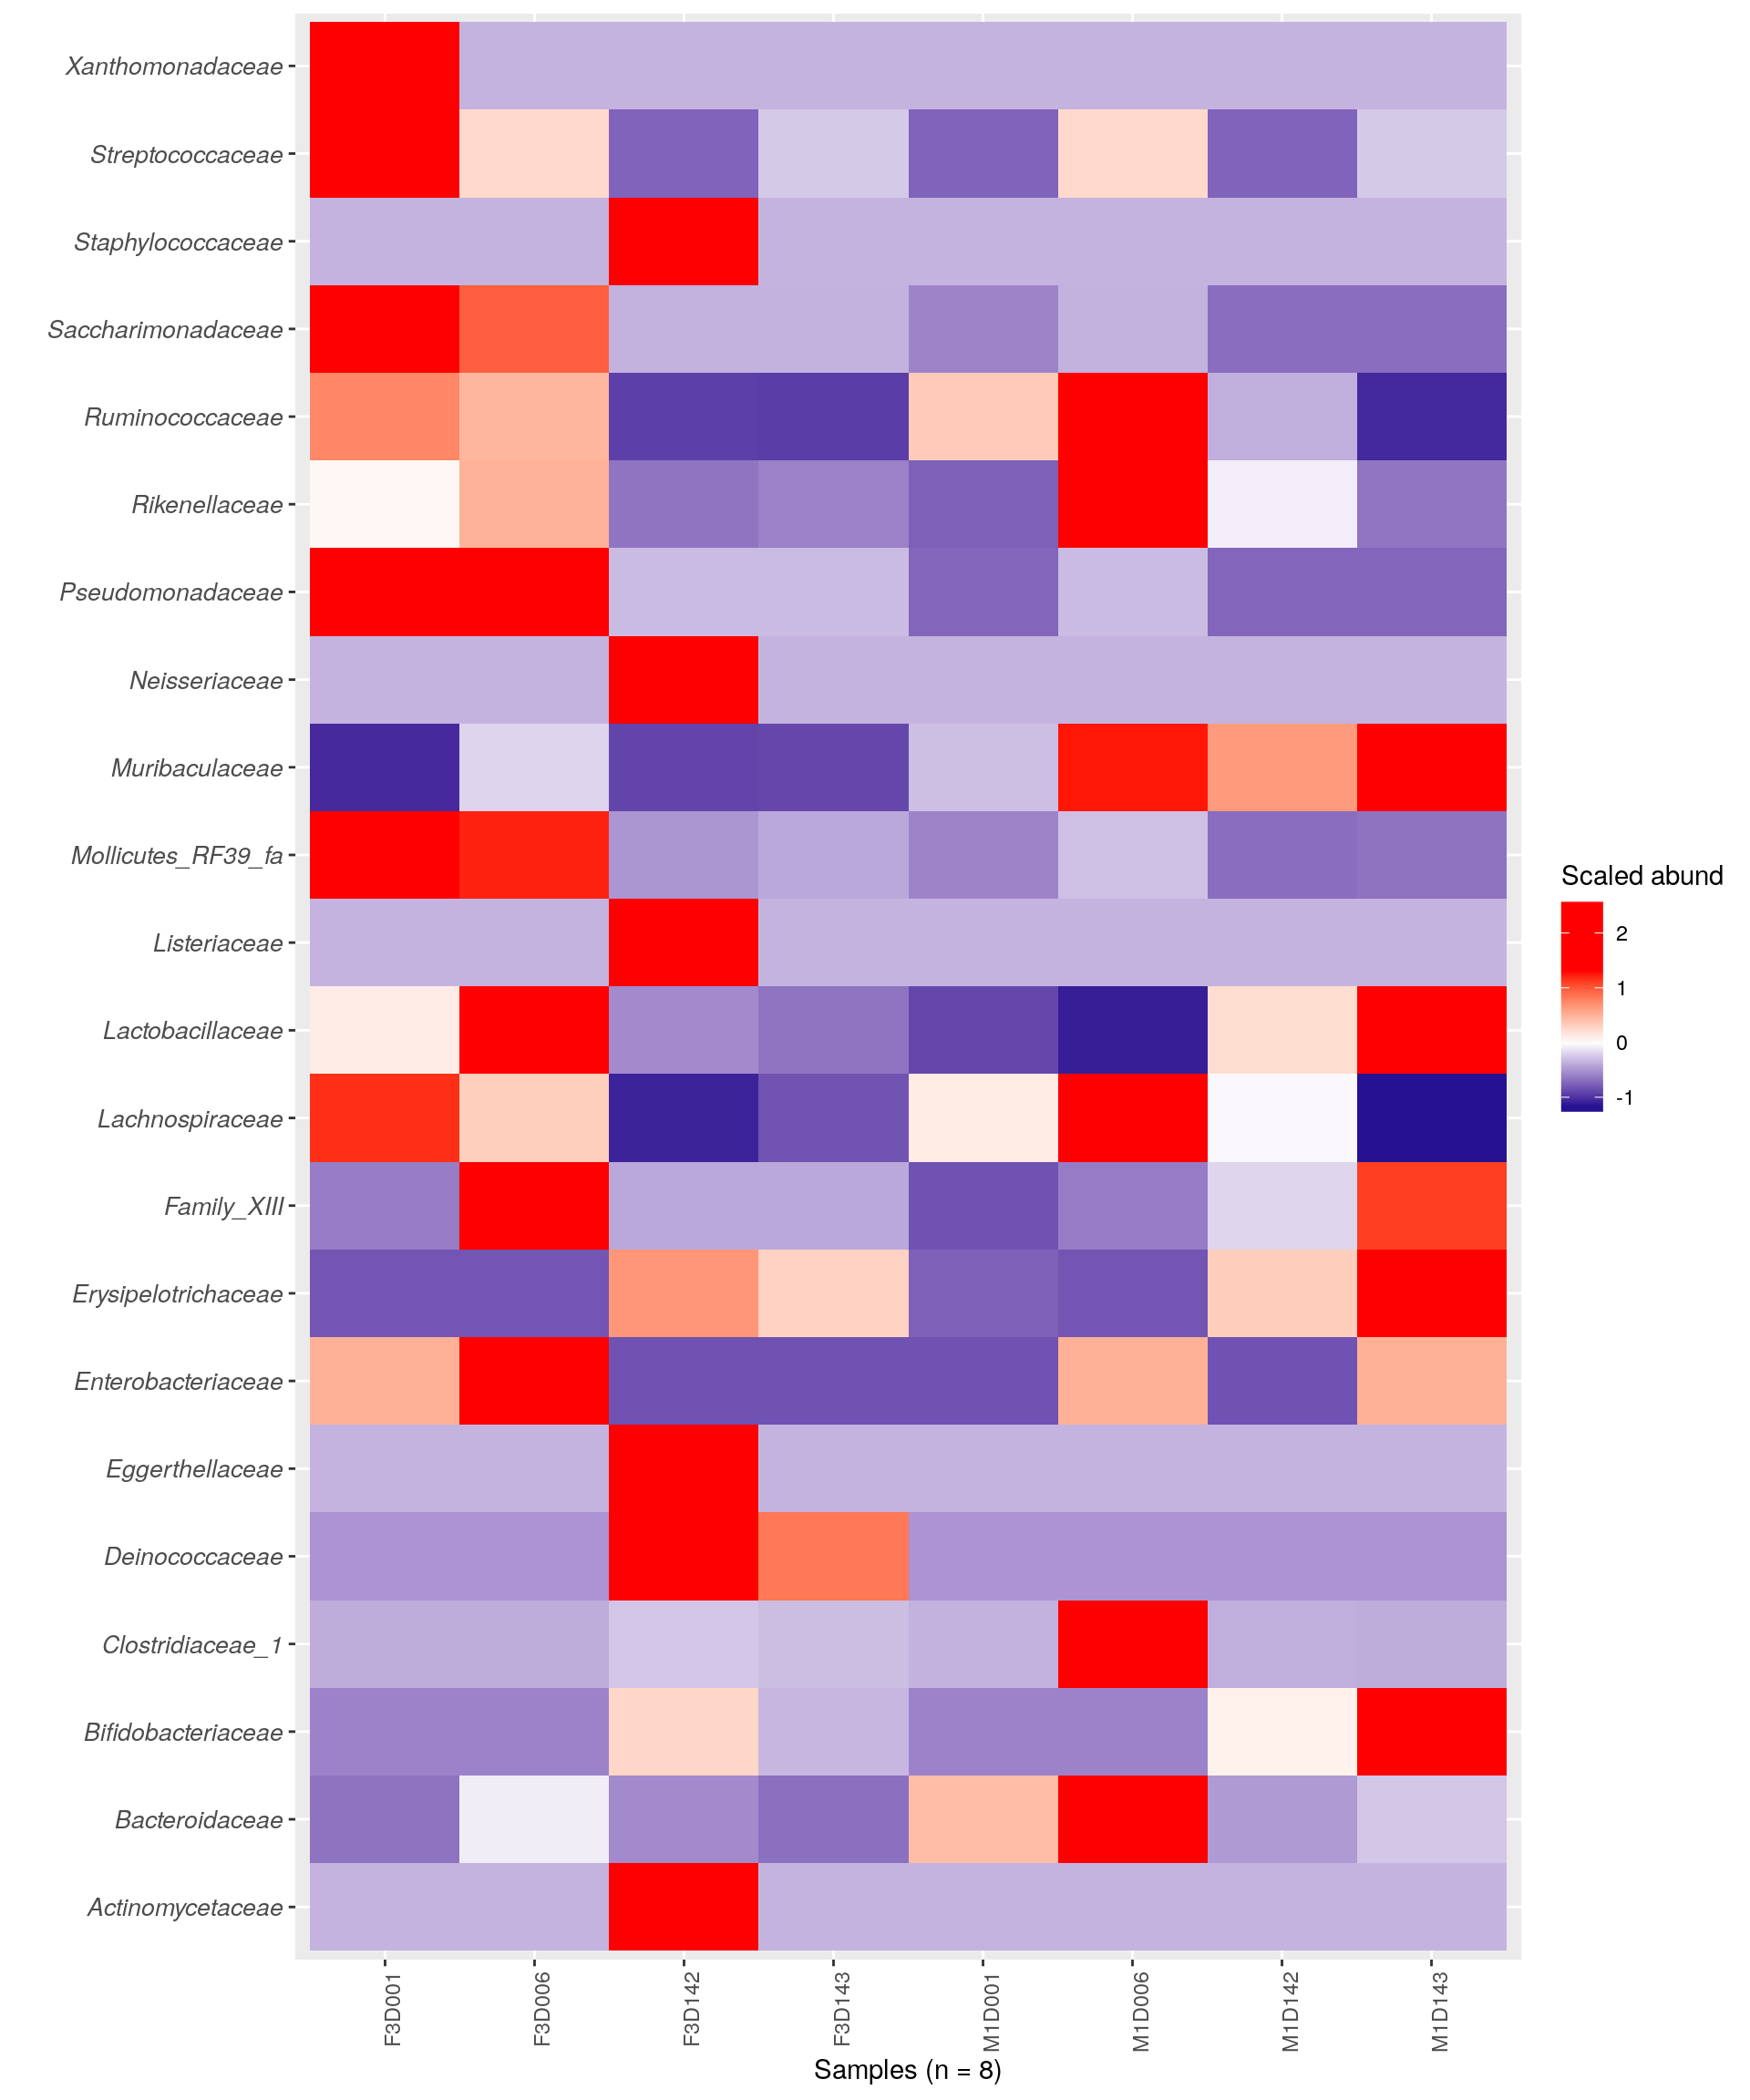 Xanthomonadaceae
Streptococcaceae
Staphylococcaceae
Saccharimonadaceae
Ruminococcaceae
Rikenellaceae
Pseudomonadaceae
Neisseriaceae
Muribaculaceae
Mollicutes_RF39_fa
Listeriaceae
Lactobacillaceae
Lachnospiraceae
Family_XIII
Erysipelotrichaceae
Enterobacteriaceae
Eggerthellaceae
Deinococcaceae
Clostridiaceae_1
Bifidobacteriaceae
Bacteroidaceae
Actinomycetaceae
F3D001
F3D006
F3D142
F3D143
M1D001
M1D006
M1D142
M1D143
Samples (n = 8)
Scaled abund
2
1
0
-1